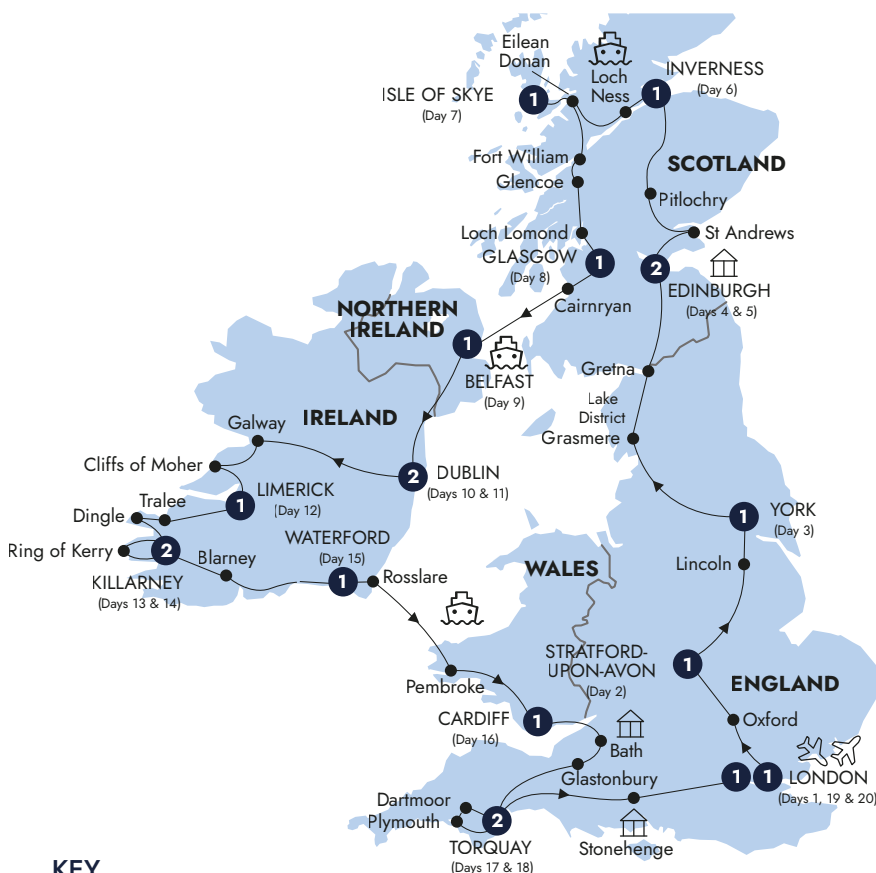 Eilean
Donan
Loch
Ness
INVERNESS
(Day 6)
1
ISLE OF SKYE
(Day 7)
1
Fort William
Glencoe
SCOTLAND
Pitlochry
Loch Lomond
St Andrews
GLASGOW
(Day 8)
1
2
EDINBURGH
(Days 4 & 5)
Cairnryan
NORTHERN
IRELAND
1
BELFAST
(Day 9)
Gretna
Lake
District
Grasmere
IRELAND
Galway
Cliffs of Moher
2
DUBLIN
(Days 10 & 11)
1
LIMERICK
(Day 12)
Tralee
Dingle
Ring of Kerry
2
KILLARNEY
(Days 13 & 14)
Blarney
WATERFORD
(Day 15)
1
Rosslare
1
YORK
(Day 3)
Lincoln
WALES
STRATFORD-
UPON-AVON
(Day 2)
1
ENGLAND
Pembroke
CARDIFF
(Day 16)
1
Oxford
Bath
Glastonbury
1
1
LONDON
(Days 1, 19 & 20)
Dartmoor
Plymouth
2
TORQUAY
(Days 17 & 18)
Stonehenge
KEY